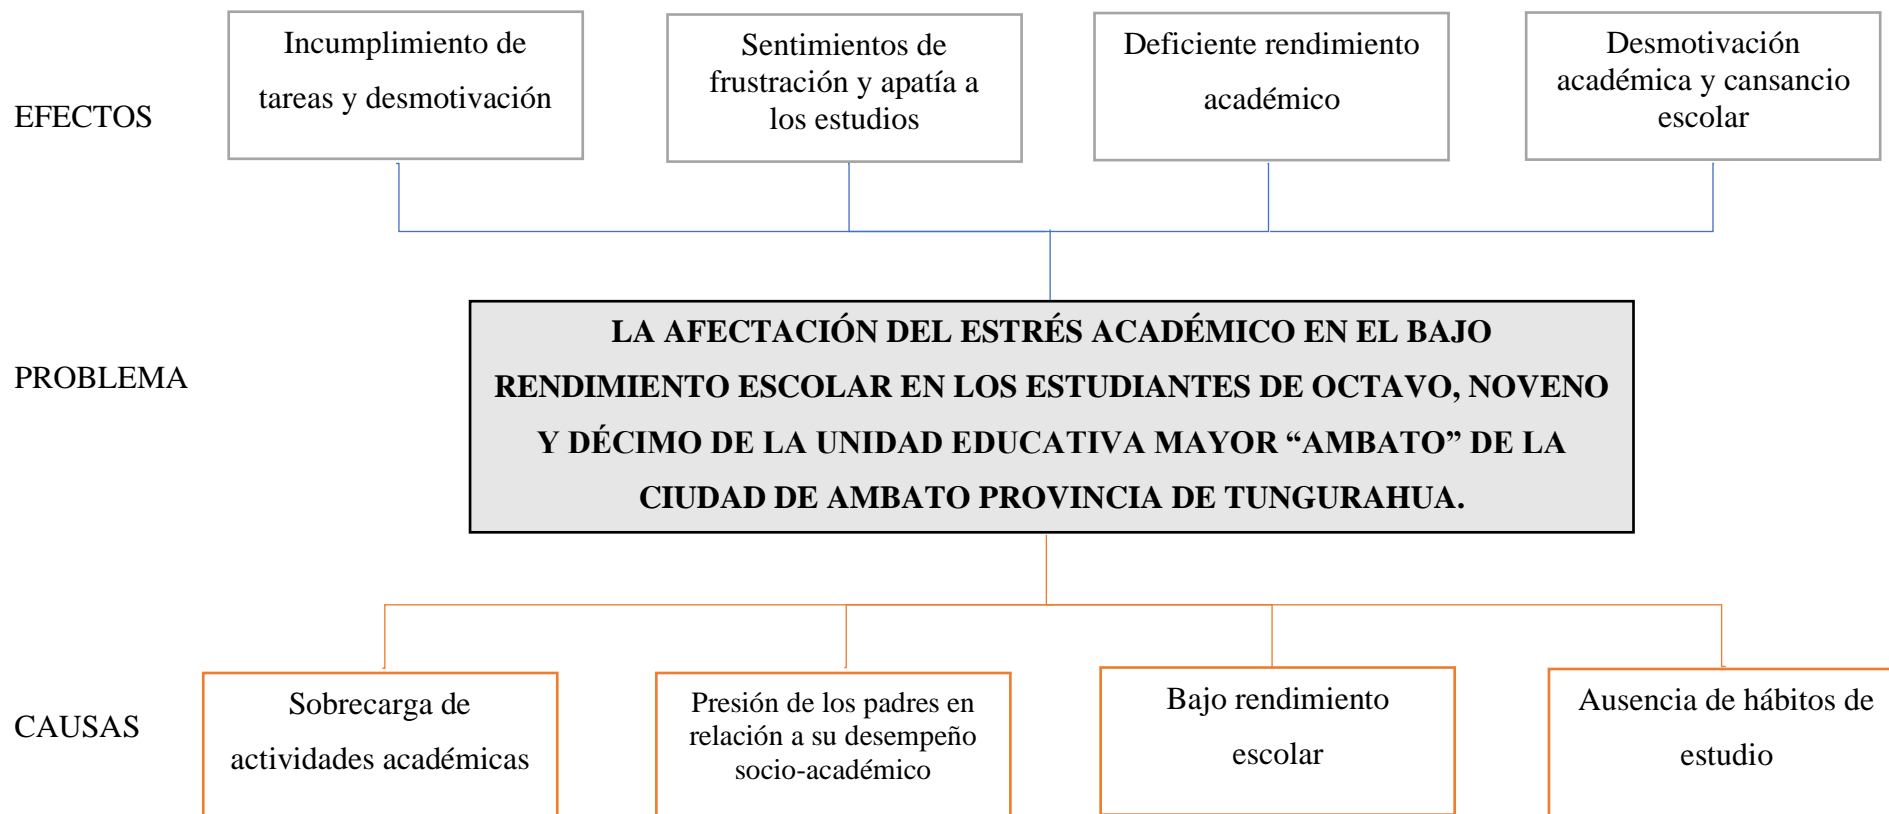 Incumplimiento de
tareas y desmotivación
Sentimientos de
frustración y apatía a
los estudios
Deficiente rendimiento
académico
Desmotivación
académica y cansancio
escolar
EFECTOS
LA AFECTACIÓN DEL ESTRÉS ACADÉMICO EN EL BAJO
RENDIMIENTO ESCOLAR EN LOS ESTUDIANTES DE OCTAVO, NOVENO
Y DÉCIMO DE LA UNIDAD EDUCATIVA MAYOR “AMBATO” DE LA
CIUDAD DE AMBATO PROVINCIA DE TUNGURAHUA.
PROBLEMA
Sobrecarga de
actividades académicas
Presión de los padres en
relación a su desempeño
socio-académico
Bajo rendimiento
escolar
Ausencia de hábitos de
estudio
CAUSAS